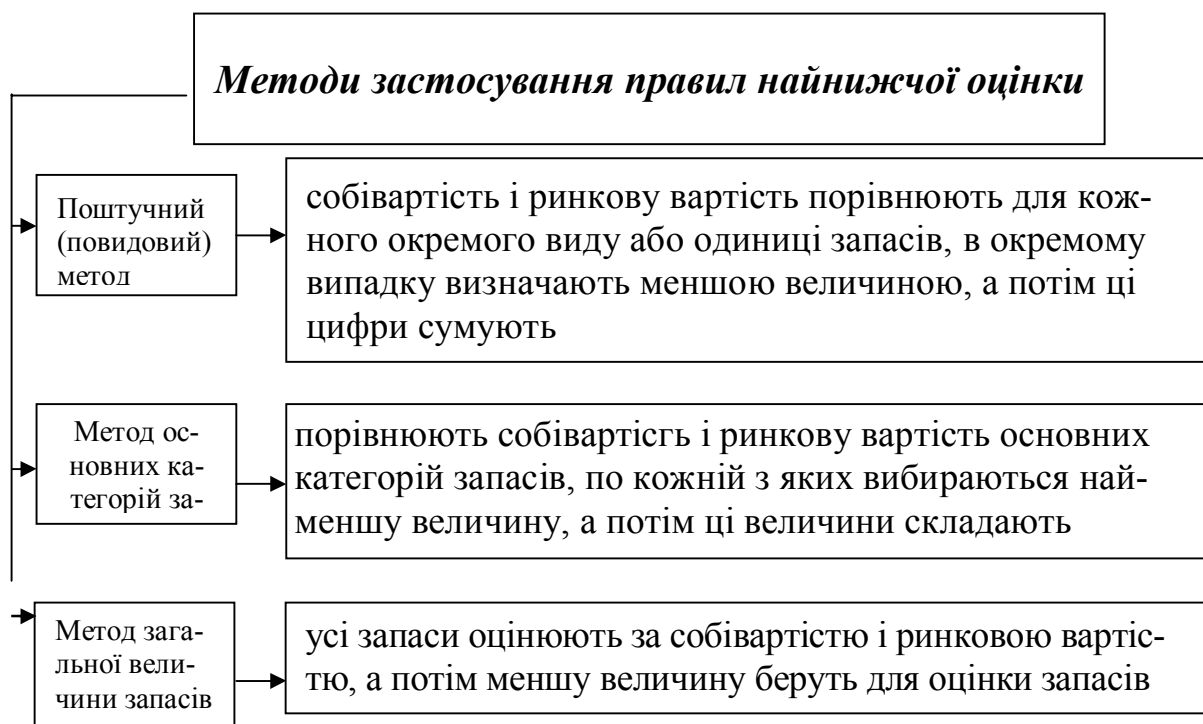 Методи застосування правил найнижчої оцінки
Поштучний
(повидовий)
метод
собівартість і ринкову вартість порівнюють для кож-
ного окремого виду або одиниці запасів, в окремому
випадку визначають меншою величиною, а потім ці
цифри сумують
Метод ос-
новних ка-
тегорій за-
порівнюють собівартісгь і ринкову вартість основних
категорій запасів, по кожній з яких вибираються най-
меншу величину, а потім ці величини складають
Метод зага-
льної вели-
чини запасів
усі запаси оцінюють за собівартістю і ринковою вартіс-
тю, а потім меншу величину беруть для оцінки запасів